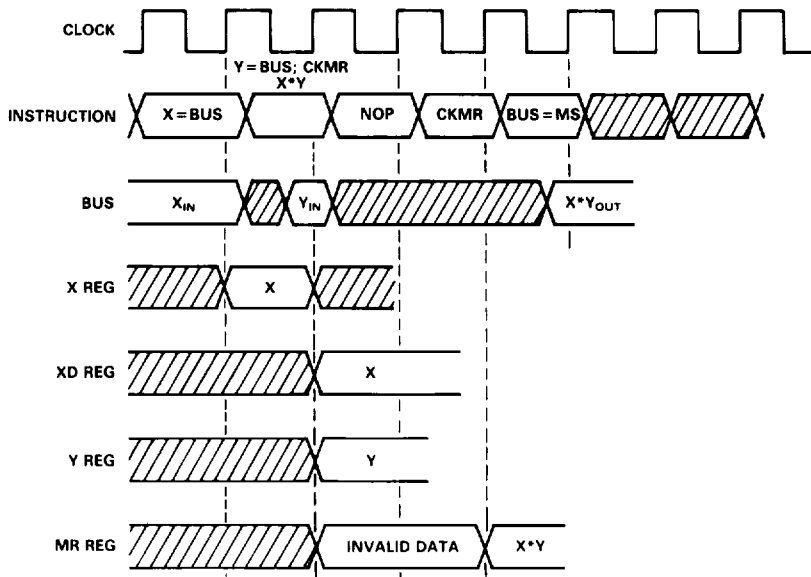 CLOCK
Y = BUS; CKMR
X*Y
INSTRUCTION X = BUS NOP CKMR BUS = MS
BUS XIN YIN X*YOUT
X REG X
XD REG X
Y REG Y
MR REG INVALID DATA X*Y